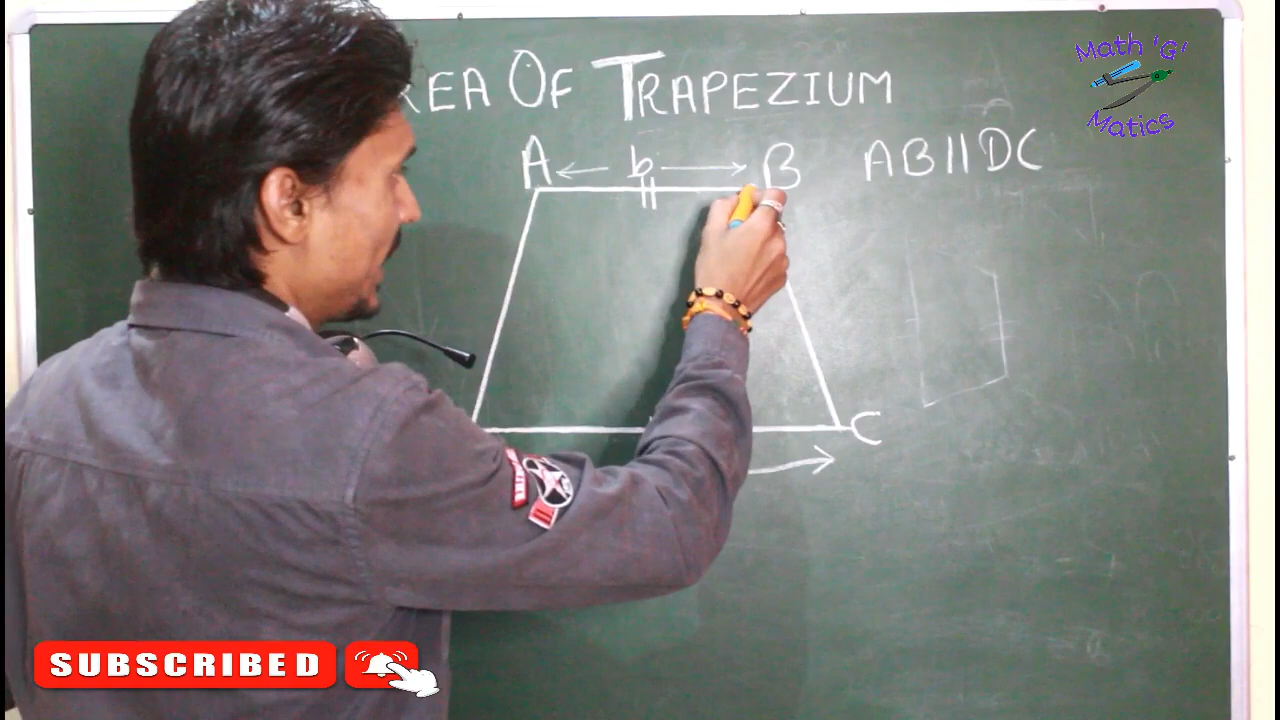 REA OF TRAPEZIUM
Math 'G'
Matics
A b B
AB||DC
C
SUBSCRIBED